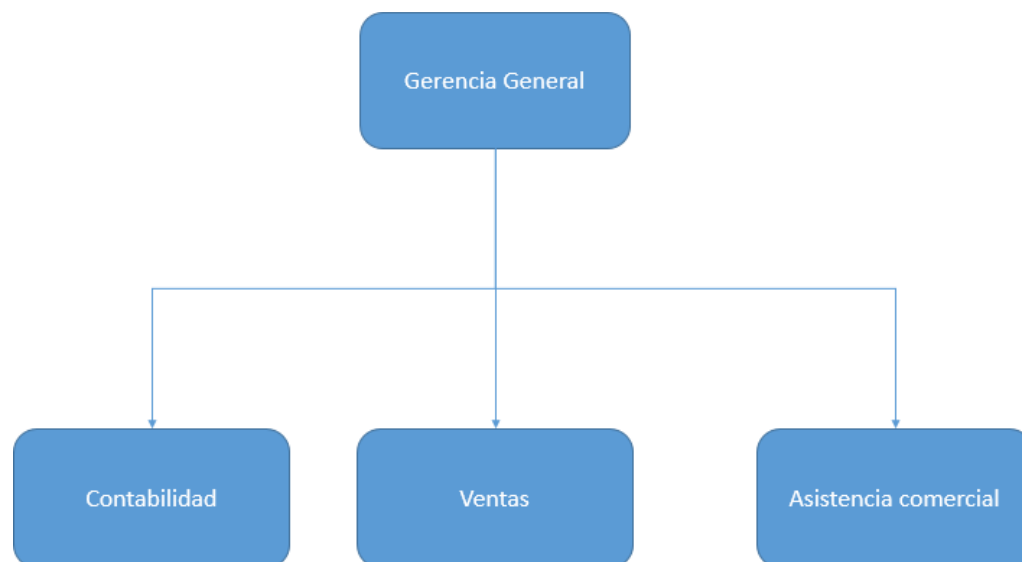 Gerencia General
Contabilidad
Ventas
Asistencia comercial